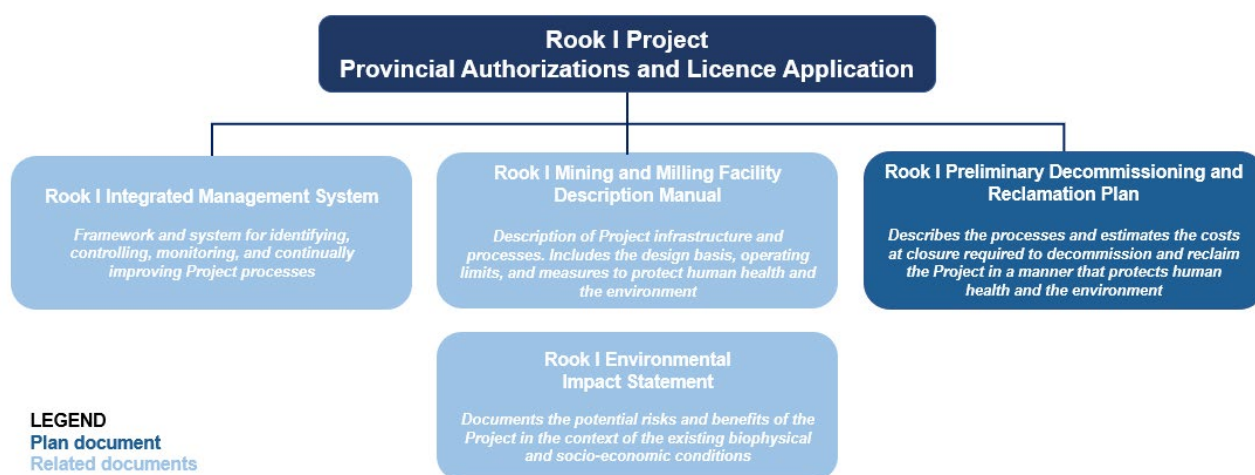 Rook I Project
Provincial Authorizations and Licence Application
Rook I Integrated Management System
Framework and system for identifying,
controlling, monitoring, and continually
improving Project processes
Rook I Mining and Milling Facility
Description Manual
Description of Project infrastructure and
processes. Includes the design basis, operating
limits, and measures to protect human health and
the environment
Rook I Preliminary Decommissioning and
Reclamation Plan
Describes the processes and estimates the costs
at closure required to decommission and reclaim
the Project in a manner that protects human
health and the environment
Rook I Environmental
Impact Statement
Documents the potential risks and benefits of the
Project in the context of the existing biophysical
and socio-economic conditions
LEGEND
Plan document
Related documents